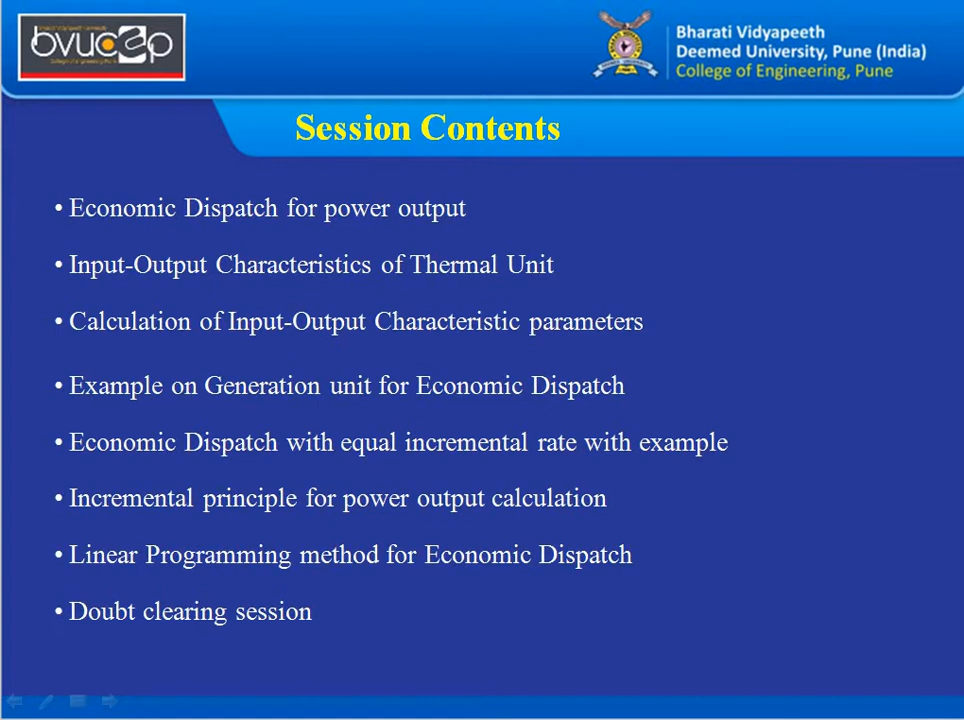 bvucoep
Bharati Vidyapeeth
Deemed University, Pune (India)
College of Engineering, Pune
Session Contents
• Economic Dispatch for power output
• Input-Output Characteristics of Thermal Unit
• Calculation of Input-Output Characteristic parameters
• Example on Generation unit for Economic Dispatch
• Economic Dispatch with equal incremental rate with example
• Incremental principle for power output calculation
• Linear Programming method for Economic Dispatch
• Doubt clearing session